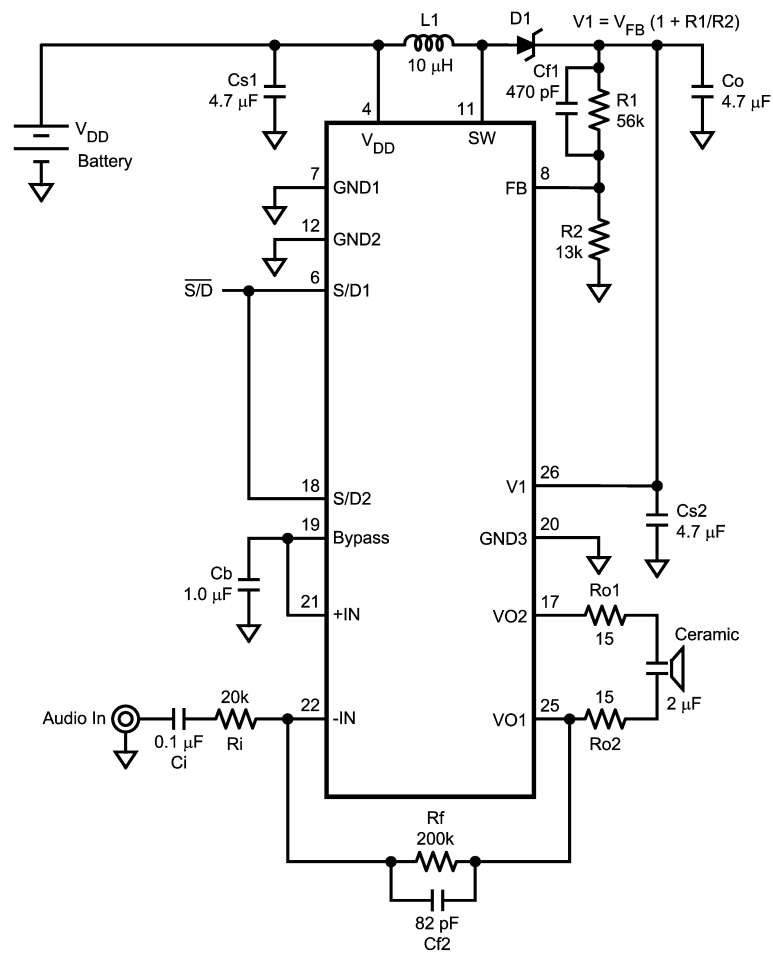 L1
10 µH
D1
V1 = VFB (1 + R1/R2)
Cs1
4.7 µF
Cf1
470 pF
R1
56k
Co
4.7 µF
VDD
Battery
4
VDD
11
SW
7
GND1
8
FB
12
GND2
R2
13k
S/D
6
S/D1
18
S/D2
26
V1
Cs2
4.7 µF
19
Bypass
20
GND3
Cb
1.0 µF
21
+IN
17
VO2
Ro1
15
Ceramic
2 µF
Audio In
0.1 µF
Ci
20k
Ri
22
-IN
25
VO1
15
Ro2
Rf
200k
82 pF
Cf2